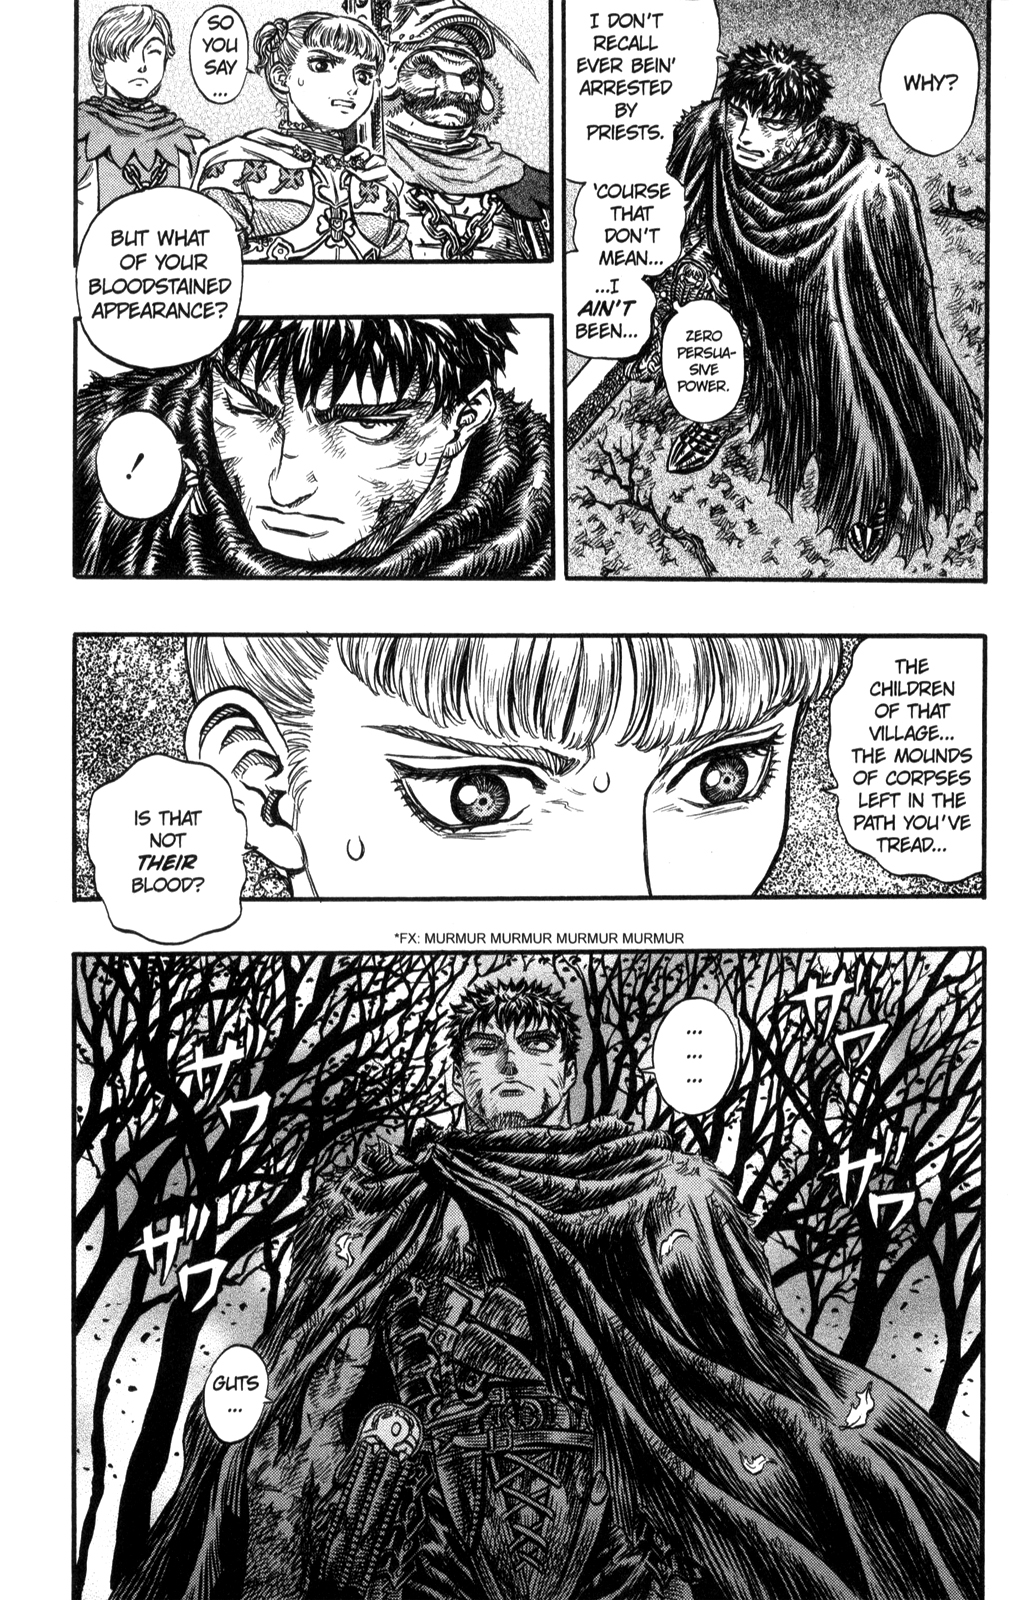 WHY?
I DON'T
RECALL
EVER BEIN'
ARRESTED
BY
PRIESTS.
'COURSE
THAT
DON'T
MEAN...
...I
AIN'T
BEEN...
ZERO
PERSUA-
SIVE
POWER.
SO
YOU
SAY
...
BUT WHAT
OF YOUR
BLOODSTAINED
APPEARANCE?
!
THE
CHILDREN
OF THAT
VILLAGE...
THE MOUNDS
OF CORPSES
LEFT IN THE
PATH YOU'VE
TREAD...
IS THAT
NOT
THEIR
BLOOD?
*FX: MURMUR MURMUR MURMUR MURMUR
...
...
...
ザワ
ザワ
ザワ
ザワ
GUTS
...